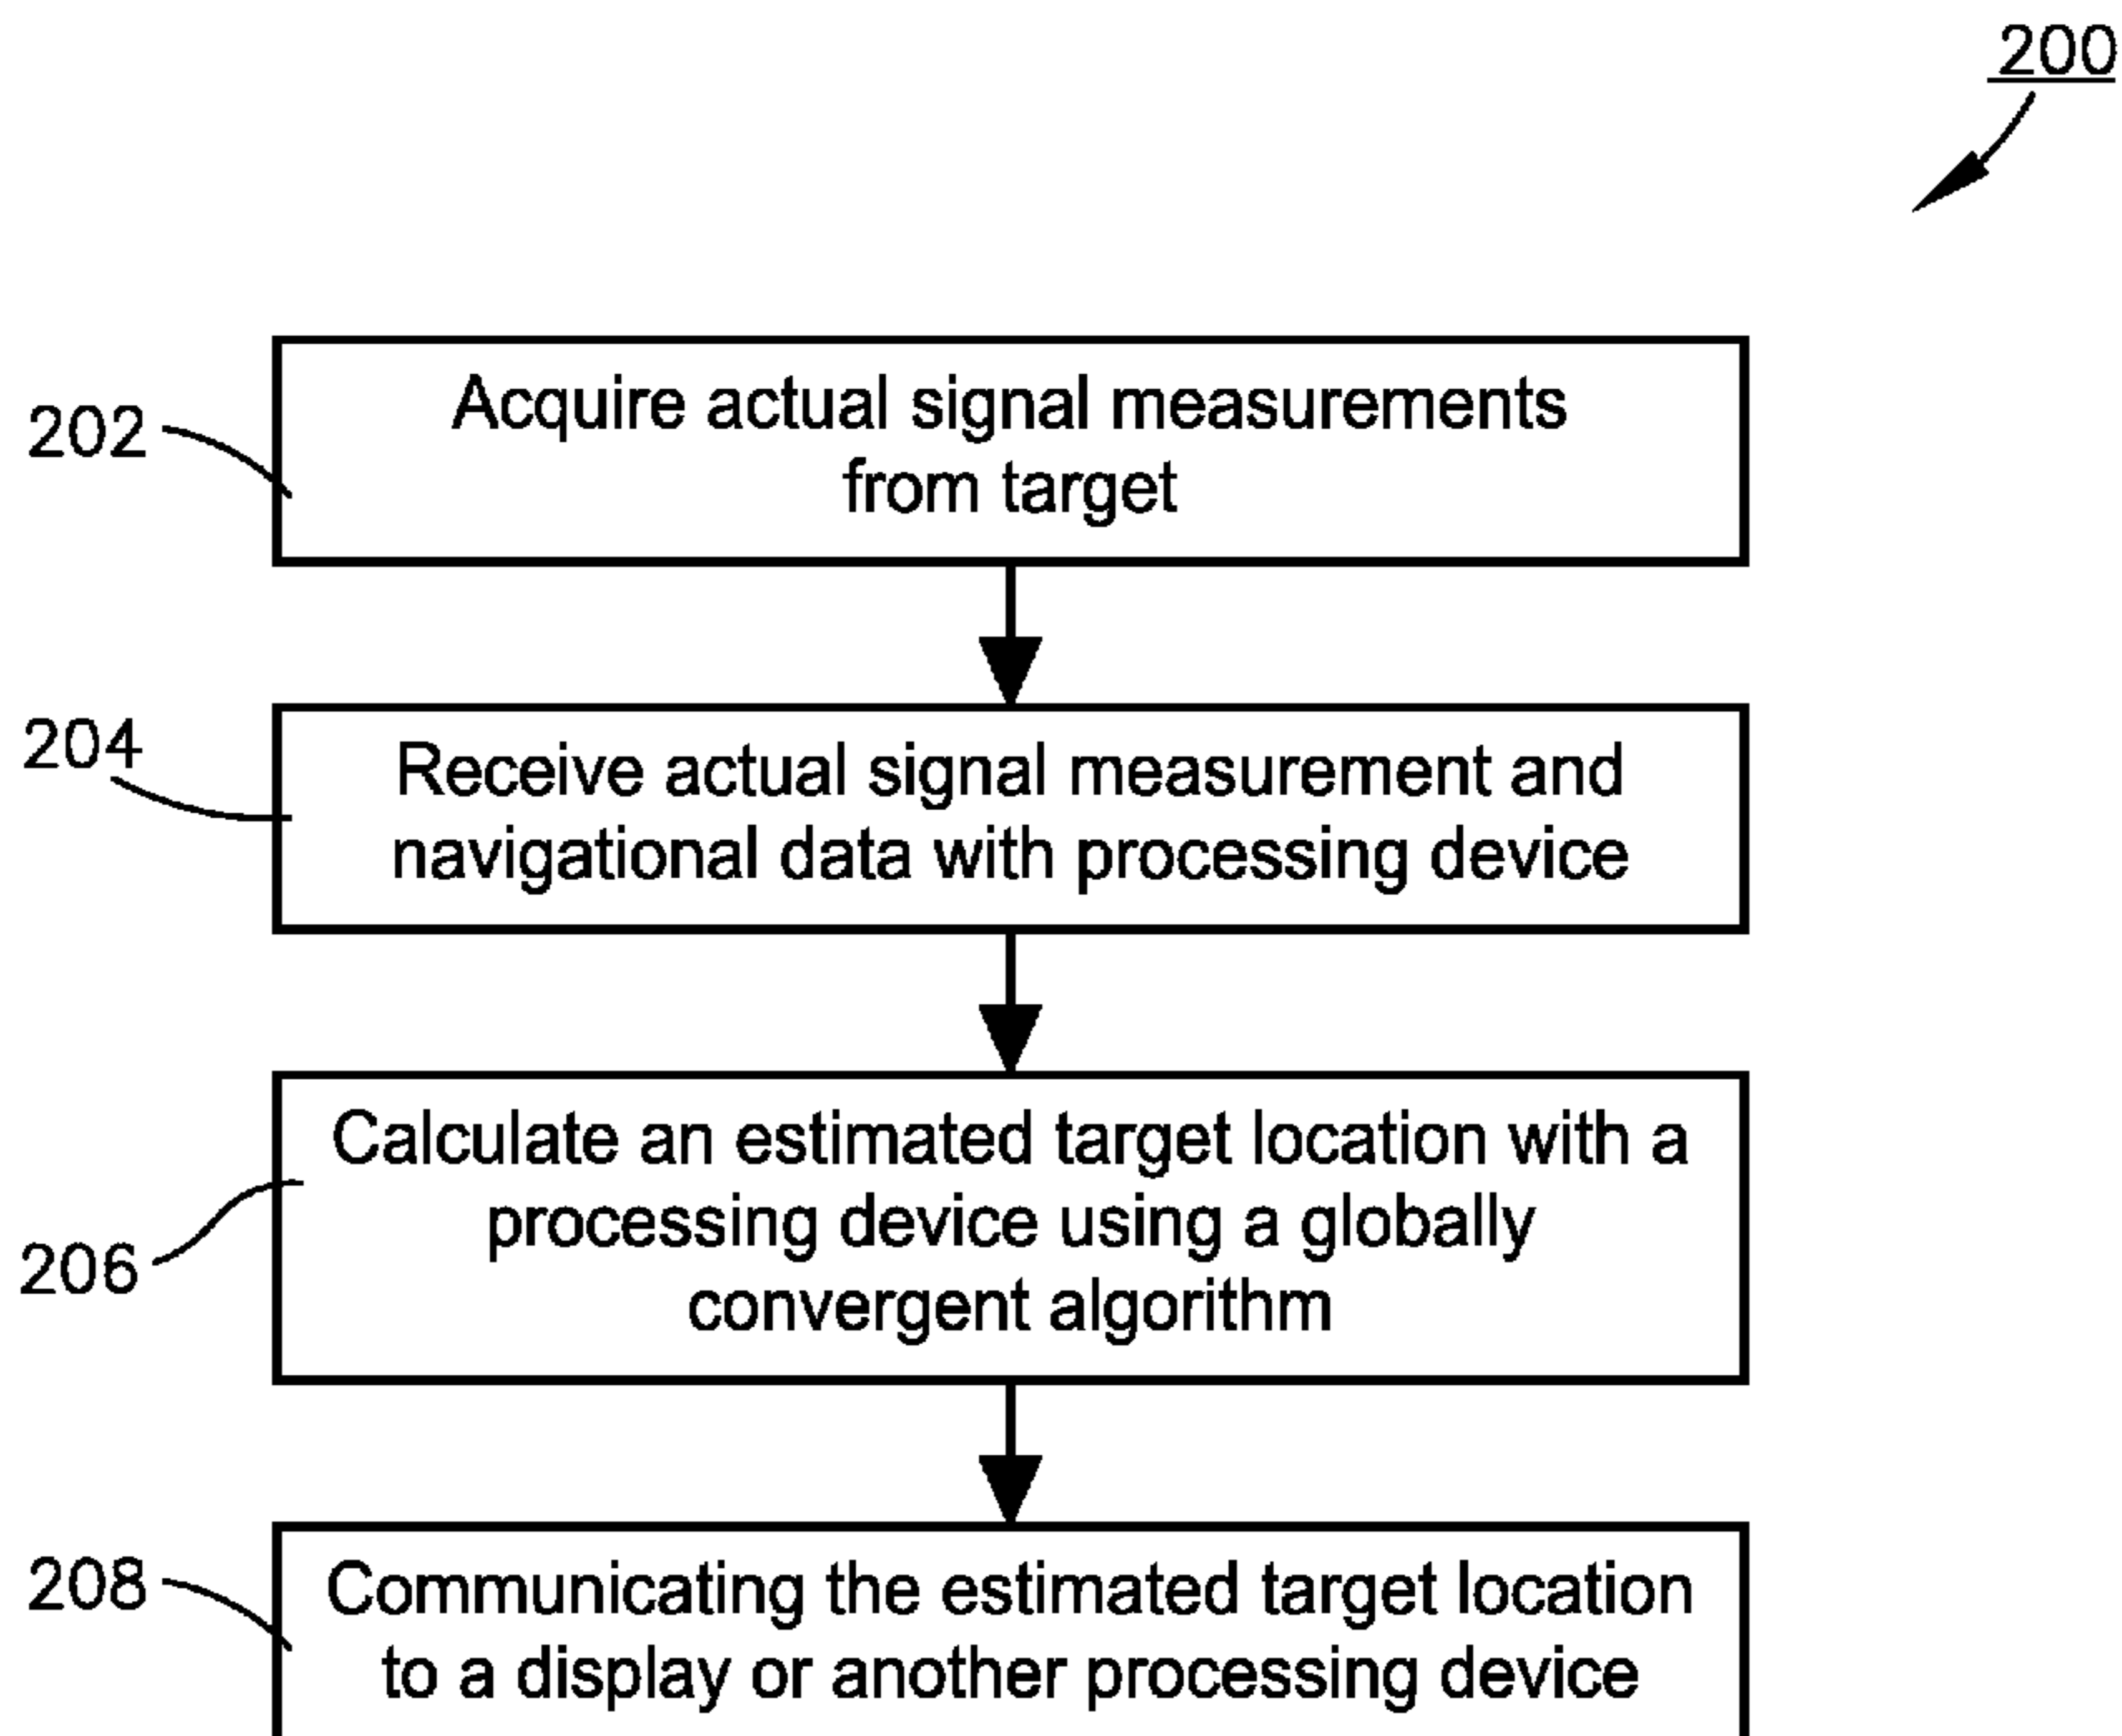 200
202
Acquire actual signal measurements
from target
204
Receive actual signal measurement and
navigational data with processing device
206
Calculate an estimated target location with a
processing device using a globally
convergent algorithm
208
Communicating the estimated target location
to a display or another processing device